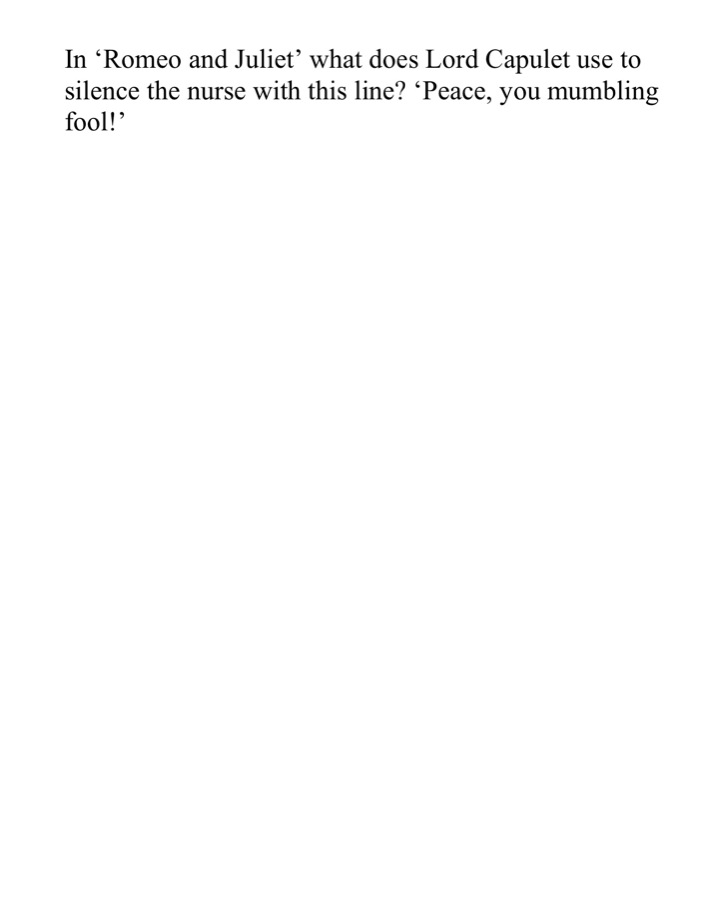 In ‘Romeo and Juliet’ what does Lord Capulet use to
silence the nurse with this line? ‘Peace, you mumbling
fool!’